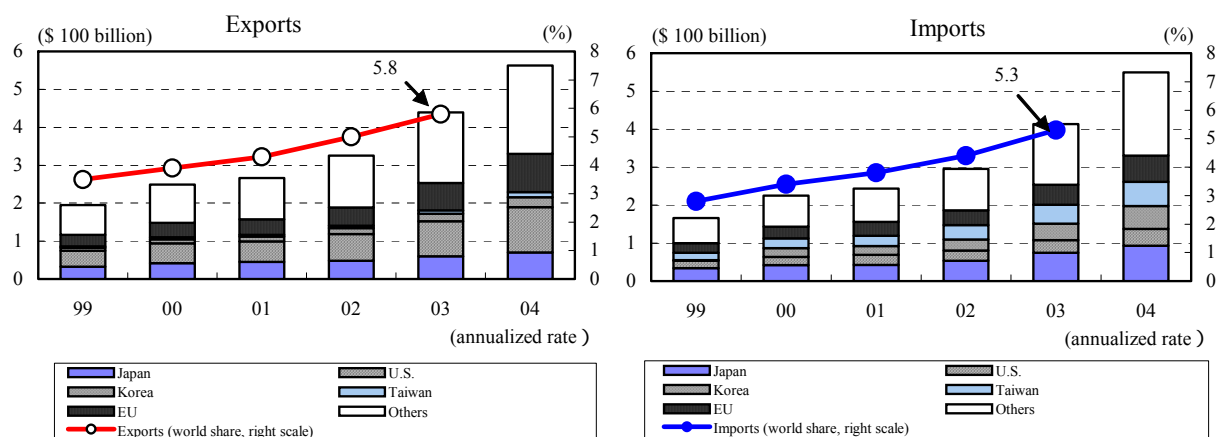 Exports
($ 100 billion)
(%)
6
5
4
3
2
1
0
8
7
6
5
4
3
2
1
0
5.8
99
00
01
02
03
04
(annualized rate )
Japan
U.S.
Korea
Taiwan
EU
Others
Exports (world share, right scale)
Imports
($ 100 billion)
(%)
6
5
4
3
2
1
0
8
7
6
5
4
3
2
1
0
5.3
99
00
01
02
03
04
(annualized rate )
Japan
U.S.
Korea
Taiwan
EU
Others
Imports (world share, right scale)